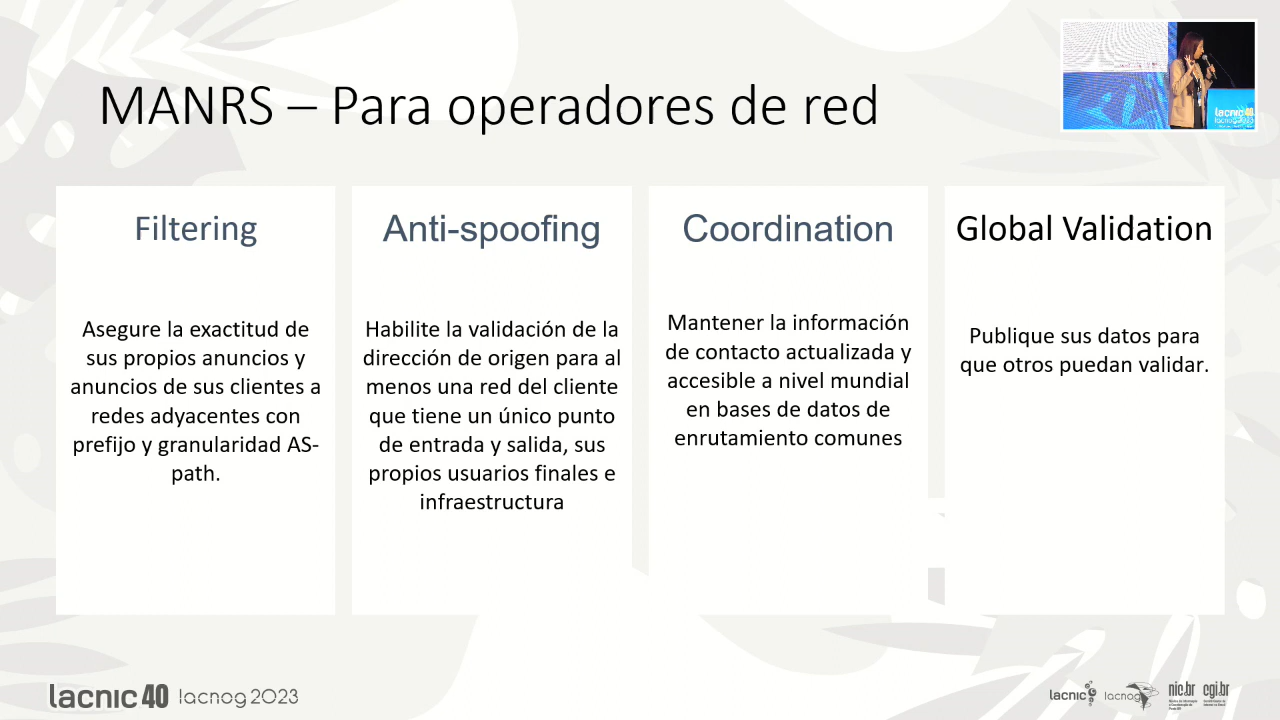 MANRS – Para operadores de red
Filtering
Asegure la exactitud de
sus propios anuncios y
anuncios de sus clientes a
redes adyacentes con
prefijo y granularidad AS-
path.
Anti-spoofing
Habilite la validación de la
dirección de origen para al
menos una red del cliente
que tiene un único punto
de entrada y salida, sus
propios usuarios finales e
infraestructura
Coordination
Mantener la información
de contacto actualizada y
accesible a nivel mundial
en bases de datos de
enrutamiento comunes
Global Validation
Publique sus datos para
que otros puedan validar.
lacnic 40
lacnog 2023
lacnic 40 lacnog 2023
lacnic
lacnog
nic.br cgi.br